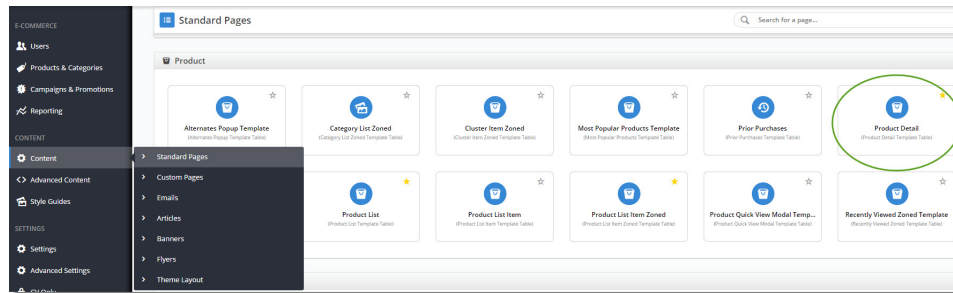 Standard Pages
Search for a page...
E-COMMERCE
Users
Products & Categories
Campaigns & Promotions
Reporting
CONTENT
Content
Advanced Content
Style Guides
SETTINGS
Settings
Advanced Settings
CV Only
Standard Pages
Custom Pages
Emails
Articles
Banners
Flyers
Theme Layout
Product
Alternates Popup Template
(Alternates Popup Template Table)
Category List Zoned
(Category List Zoned Template Table)
Cluster Item Zoned
(Cluster Item Zoned Template Table)
Most Popular Products Template
(Most Popular Products Template Table)
Prior Purchases
(Prior Purchases Template Table)
Product Detail
(Product Detail Template Table)
Product List
(Product List Template Table)
Product List Item
(Product List Item Template Table)
Product List Item Zoned
(Product List Item Zoned Template Table)
Product Quick View Modal Temp...
(Product Quick View Modal Template Table)
Recently Viewed Zoned Template
(Recently Viewed Zoned Template Table)